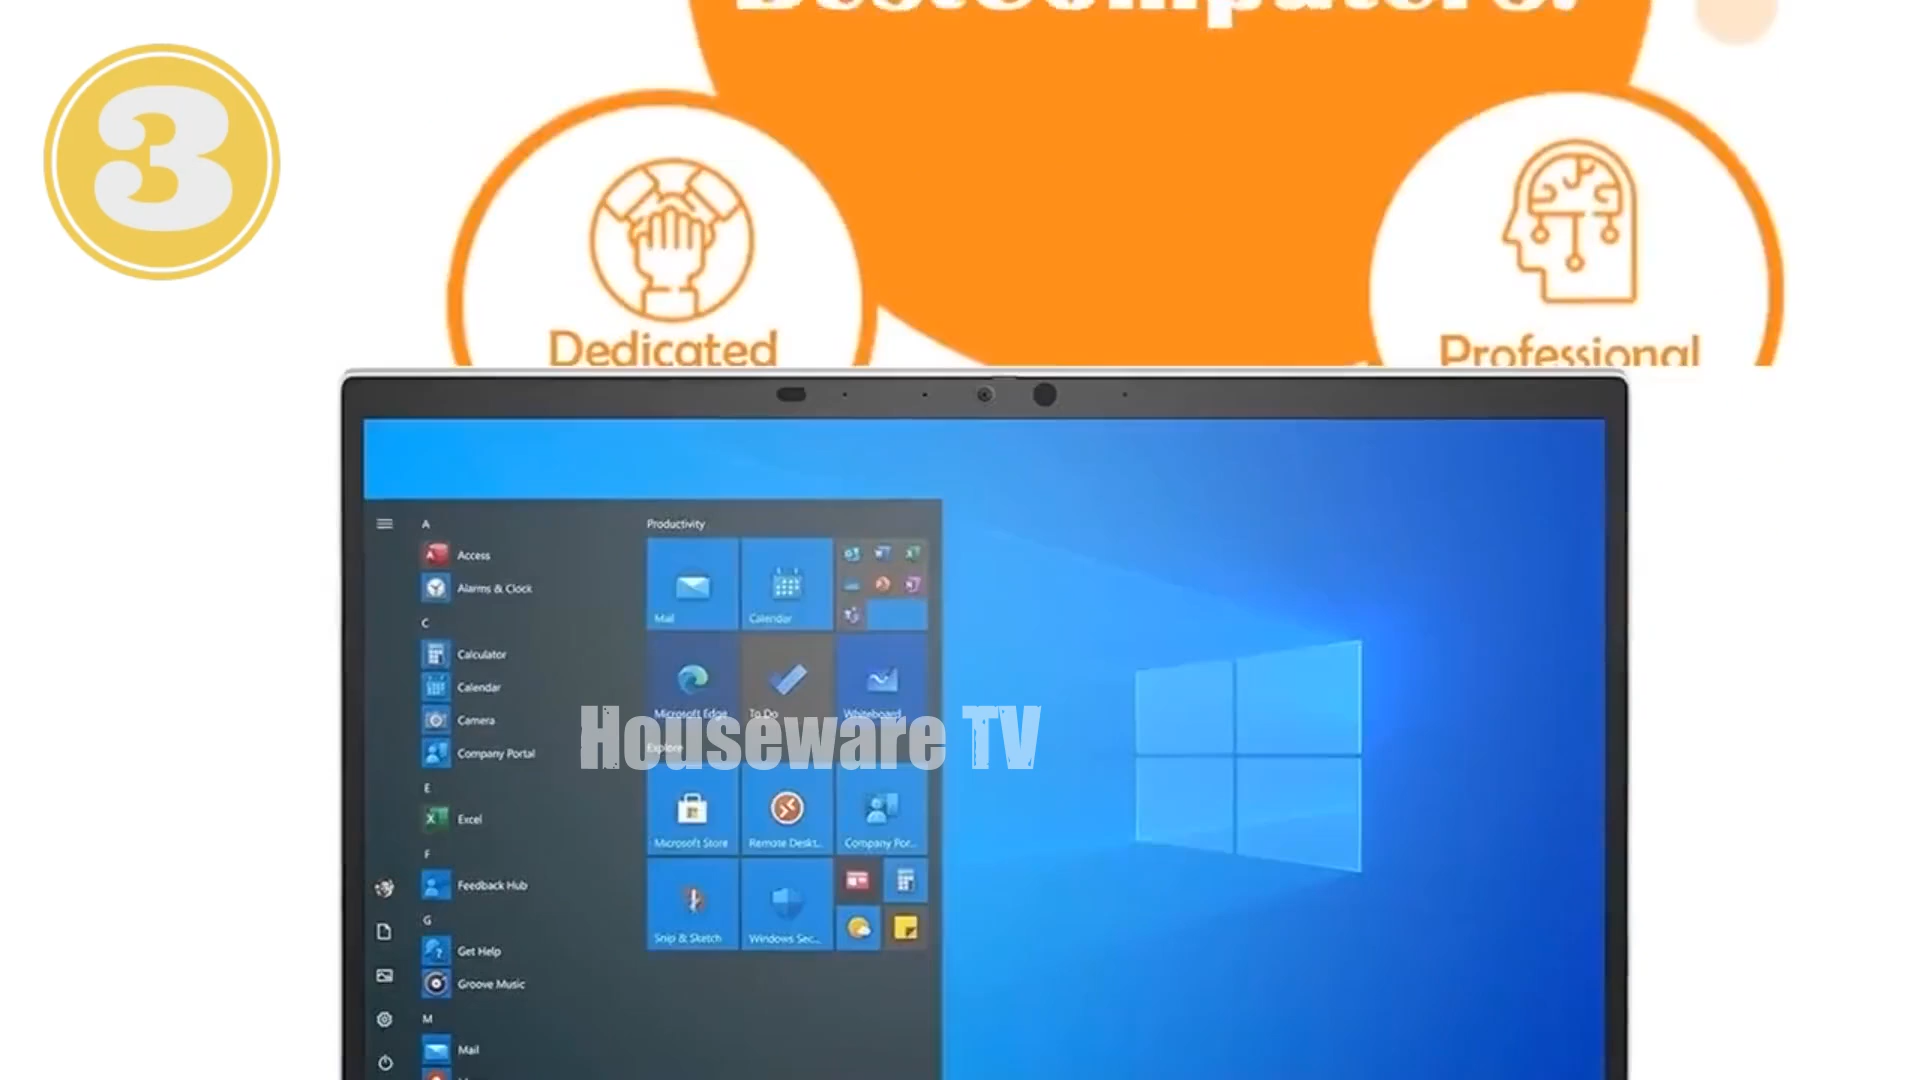 3
Dedicated
Professional
A
Productivity
Access
Alarms & Clock
Mail
Calendar
C
Calculator
Calendar
Microsoft Edge
To Do
Whiteboard
Camera
Houseware TV
Explore
Company Portal
E
Excel
Microsoft Store
Remote Deskt...
Company Por...
F
Feedback Hub
G
Snip & Sketch
Windows Sec...
Get Help
Groove Music
M
Mail